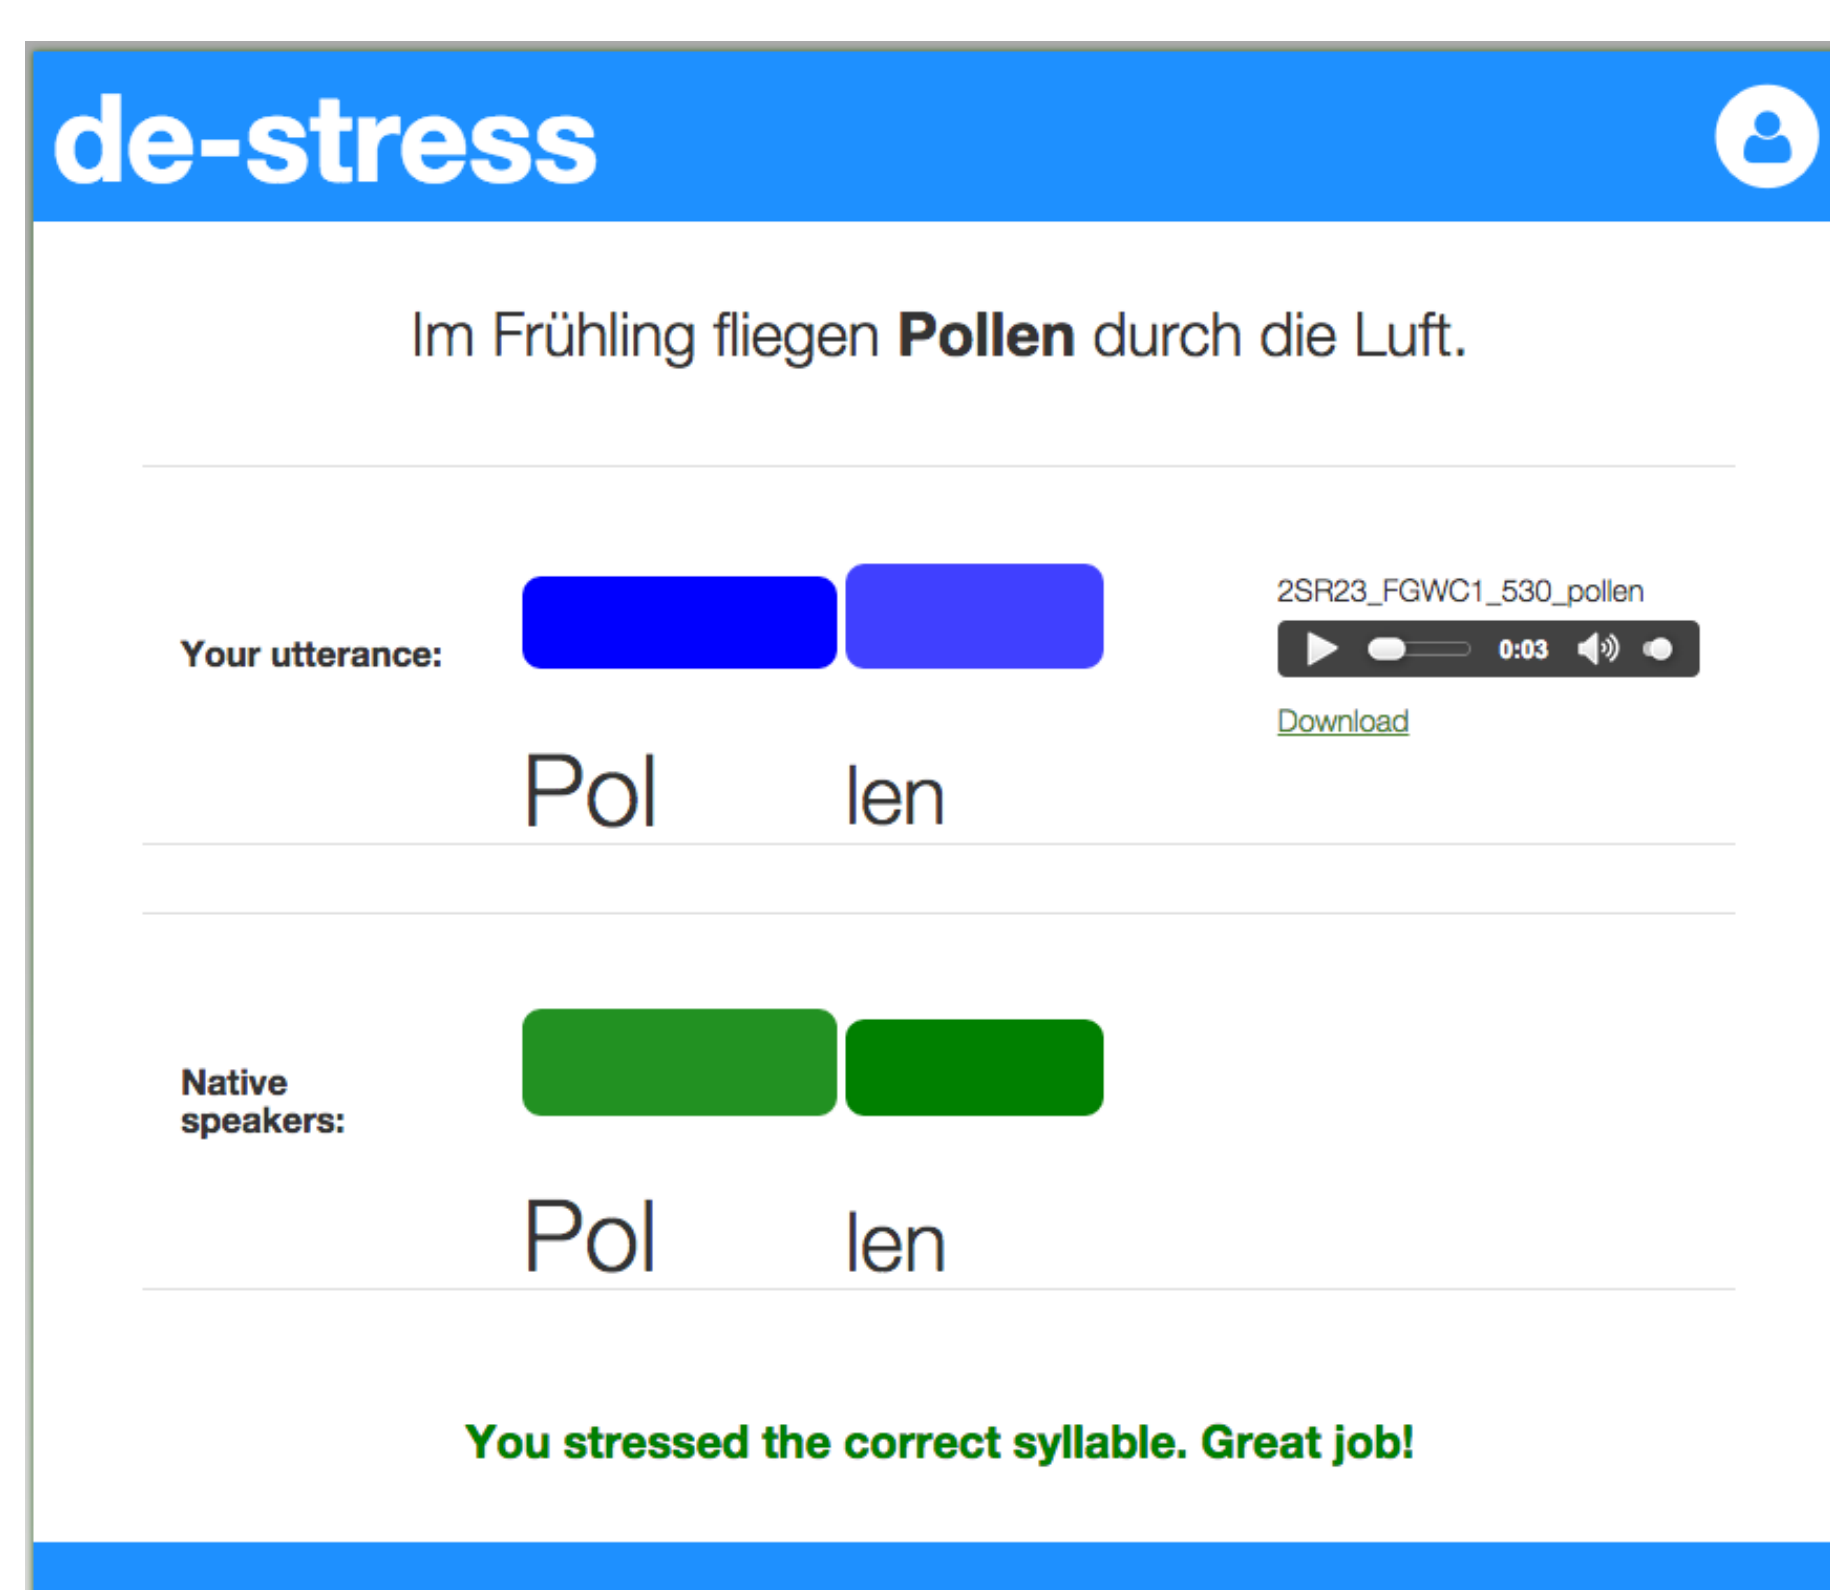 de-stress
Im Frühling fliegen Pollen durch die Luft.
2SR23_FGWC1_530_pollen
Your utterance:
0:03
Download
Pol len
Native
speakers:
Pol len
You stressed the correct syllable. Great job!